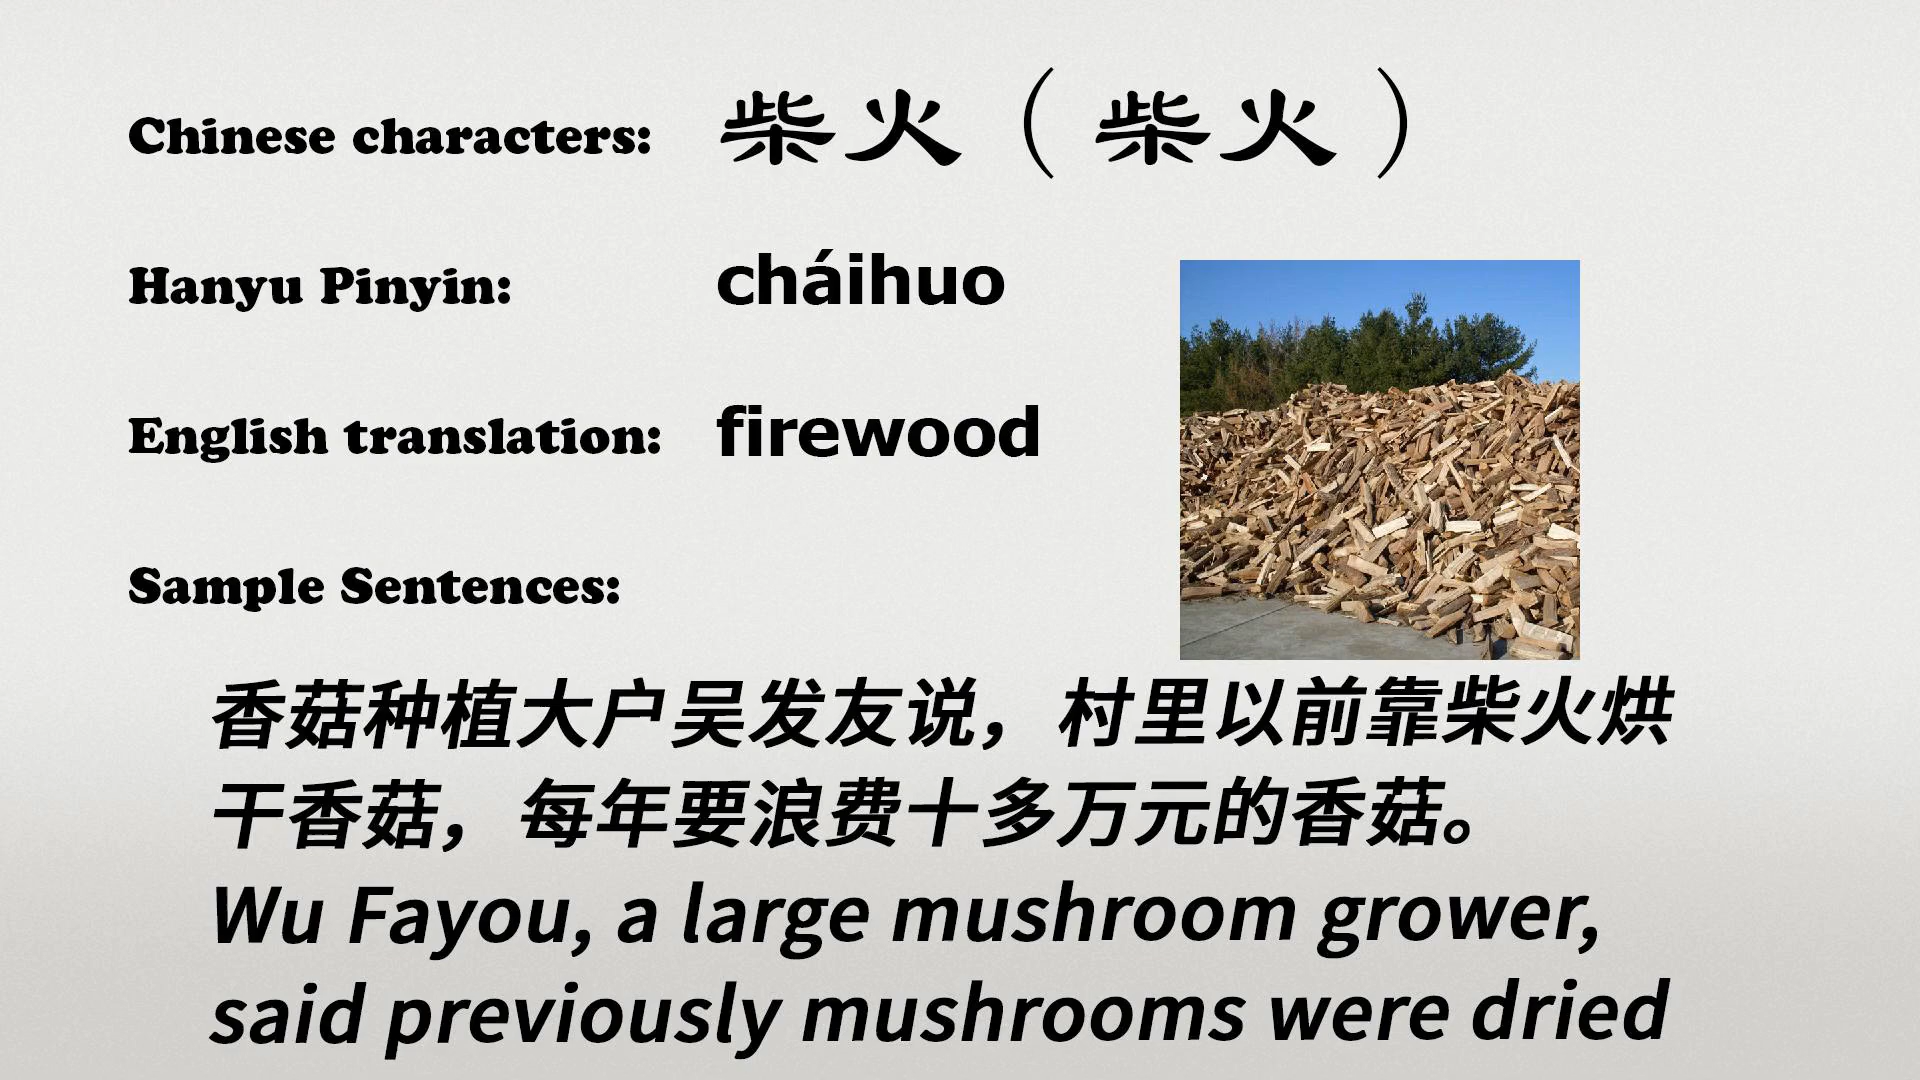 Chinese characters: 柴火（柴火）
Hanyu Pinyin: cháihuo
English translation: firewood
Sample Sentences:
香菇种植大户吴发友说，村里以前靠柴火烘
干香菇，每年要浪费十多万元的香菇。
Wu Fayou, a large mushroom grower,
said previously mushrooms were dried